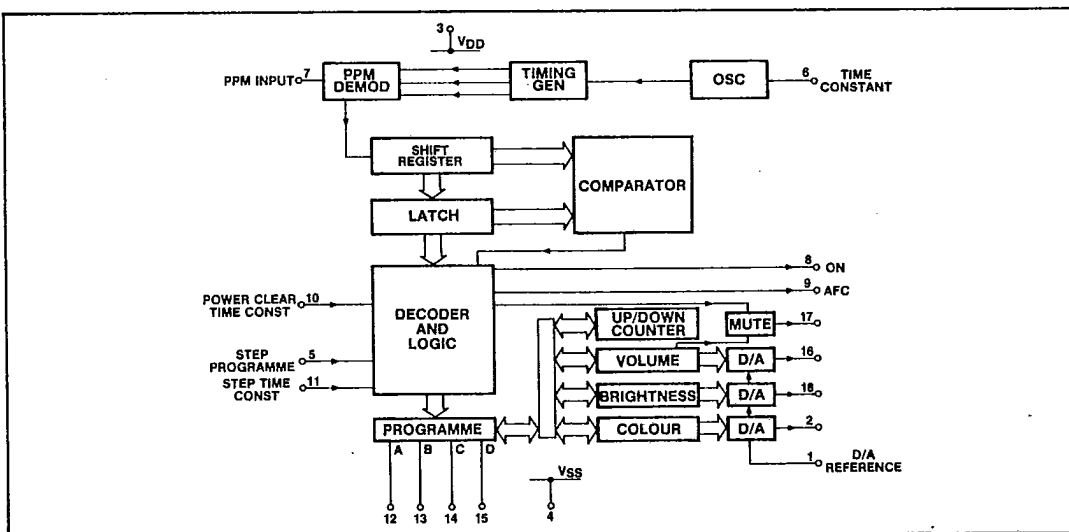 3
VDD
PPM INPUT 7
PPM
DEMOD
TIMING
GEN
OSC
6
TIME
CONSTANT
SHIFT
REGISTER
COMPARATOR
LATCH
8
ON
9
AFC
POWER CLEAR
TIME CONST
10
DECODER
AND
LOGIC
UP/DOWN
COUNTER
MUTE
17
STEP
PROGRAMME
5
STEP TIME
CONST
11
VOLUME
D/A
16
BRIGHTNESS
D/A
18
PROGRAMME
COLOUR
D/A
2
A B C D
1
D/A
REFERENCE
VSS
12 13 14 15
4